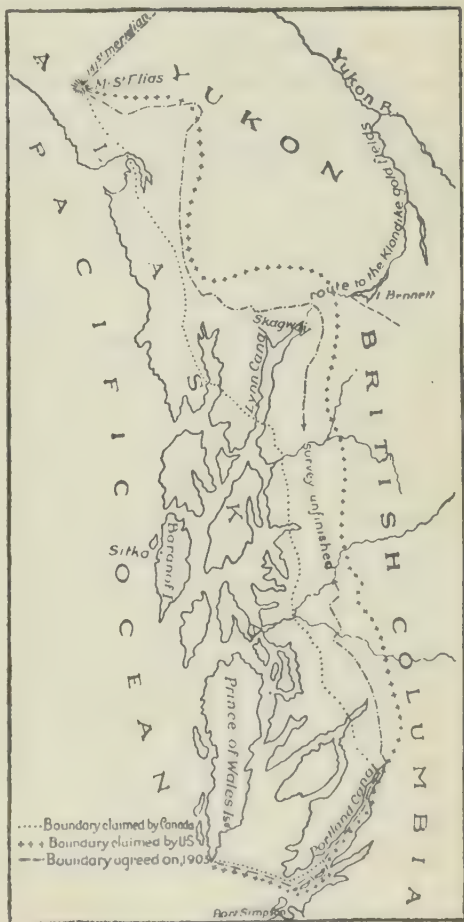 141st meridian
Mt St Elias
YUKON
Yukon R.
route to the Klondike gold fields
L Bennett
ALASKA
PACIFIC OCEAN
Skagway
Lynn Canal
BRITISH COLUMBIA
Survey unfinished
Sitka
Baranof I
Prince of Wales Isl
Portland Canal
Port Simpson
........Boundary claimed by Canada
+++ Boundary claimed by US
—·— Boundary agreed on, 1903